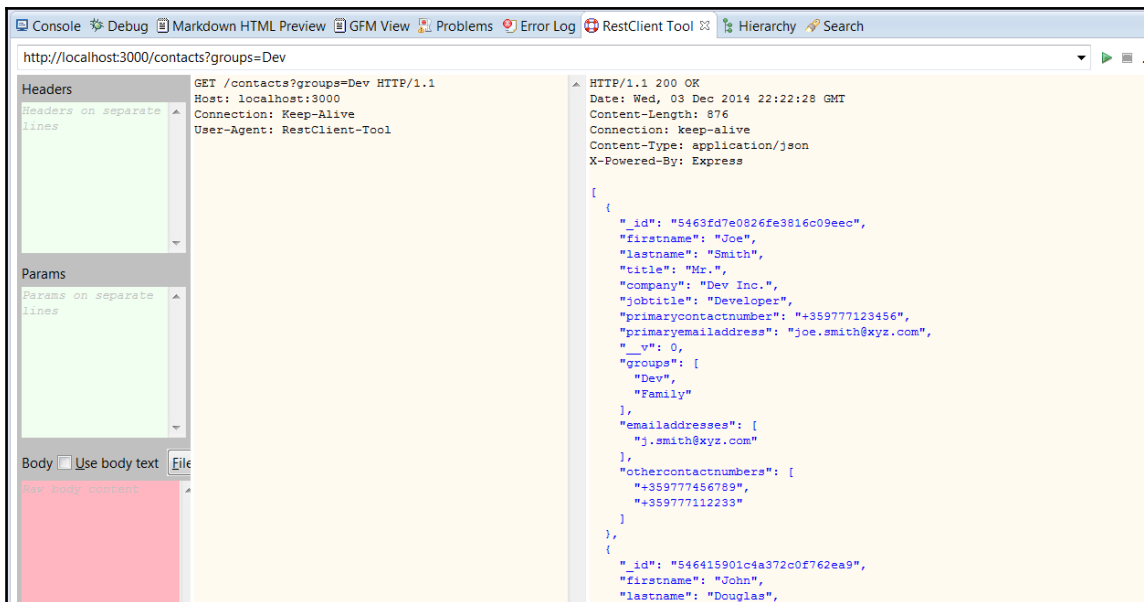 Console Debug Markdown HTML Preview GFM View Problems Error Log RestClient Tool Hierarchy Search
http://localhost:3000/contacts?groups=Dev
Headers
Headers on separate
lines
Params
Params on separate
lines
Body Use body text File
Raw body content
GET /contacts?groups=Dev HTTP/1.1
Host: localhost:3000
Connection: Keep-Alive
User-Agent: RestClient-Tool
HTTP/1.1 200 OK
Date: Wed, 03 Dec 2014 22:22:28 GMT
Content-Length: 876
Connection: keep-alive
Content-Type: application/json
X-Powered-By: Express
[
{
"_id": "5463fd7e0826fe3816c09eec",
"firstname": "Joe",
"lastname": "Smith",
"title": "Mr.",
"company": "Dev Inc.",
"jobtitle": "Developer",
"primarycontactnumber": "+359777123456",
"primaryemailaddress": "joe.smith@xyz.com",
"__v": 0,
"groups": [
"Dev",
"Family"
],
"emailaddresses": [
"j.smith@xyz.com"
],
"othercontactnumbers": [
"+359777456789",
"+359777112233"
]
},
{
"_id": "546415901c4a372c0f762ea9",
"firstname": "John",
"lastname": "Douglas",